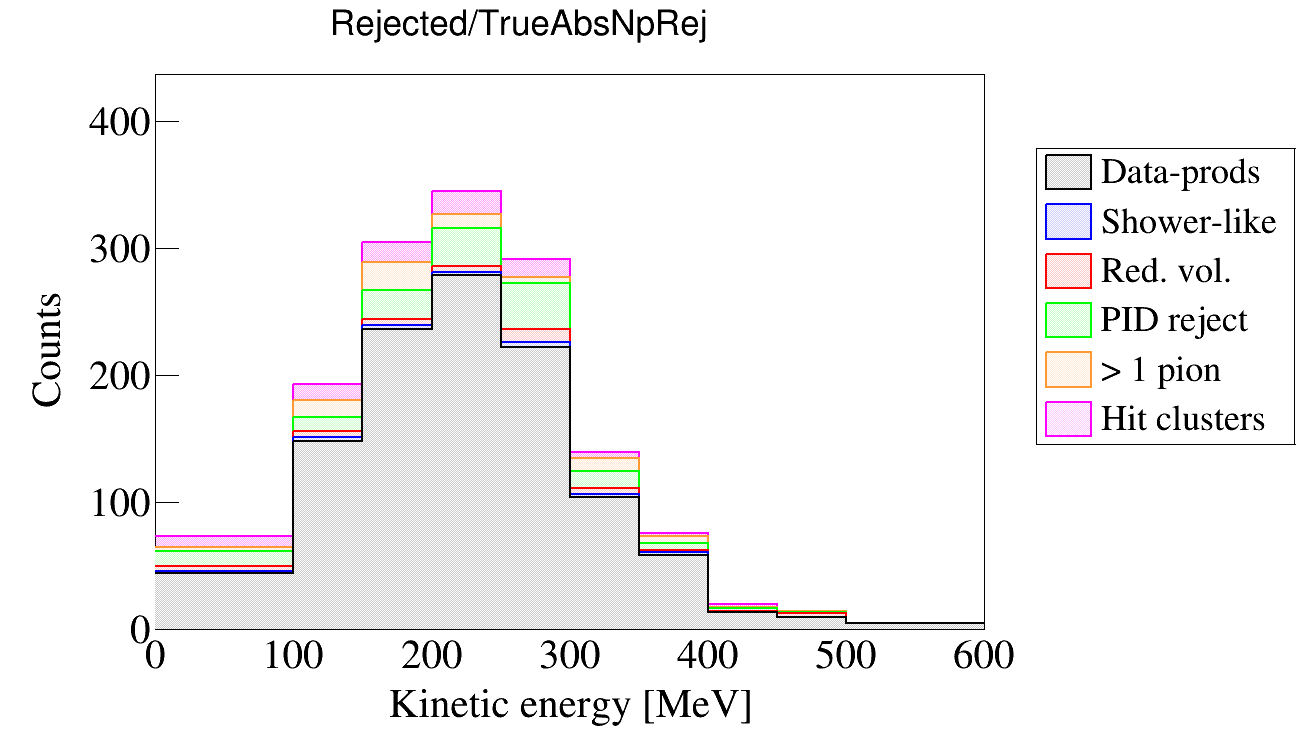 Rejected/TrueAbsNpRej
400
300
200
100
0
Counts
0 100 200 300 400 500 600
Kinetic energy [MeV]
Data-prods
Shower-like
Red. vol.
PID reject
> 1 pion
Hit clusters